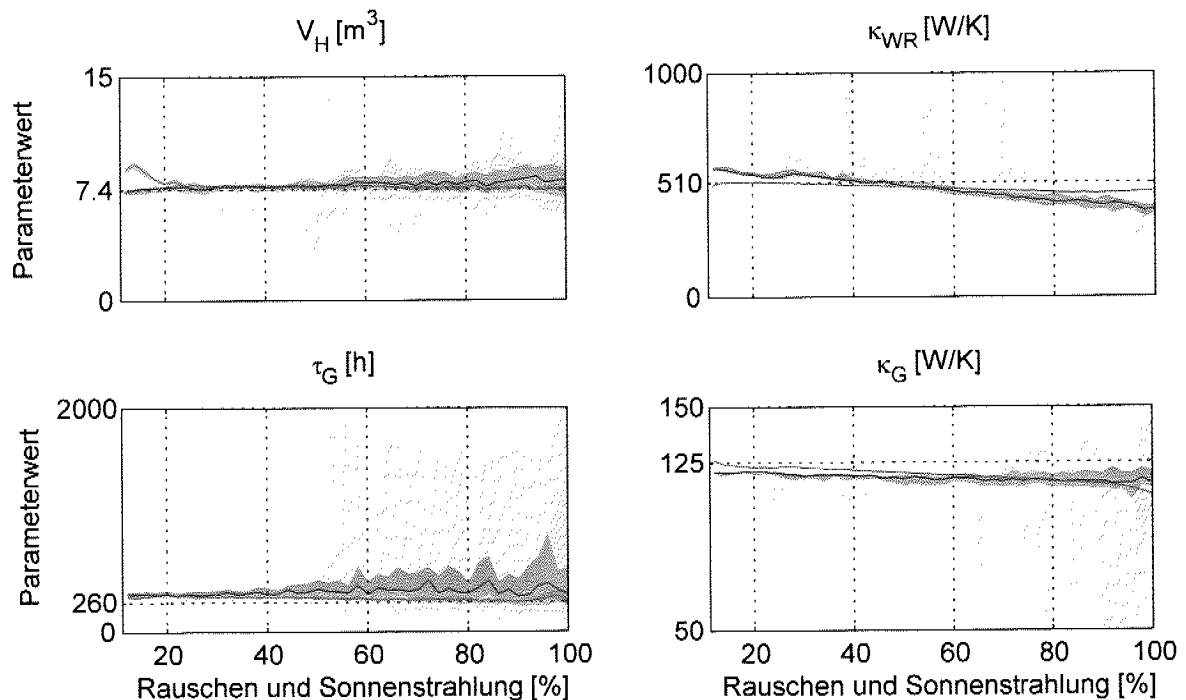 V_H [m³]
κ_WR [W/K]
Parameterwert
15
7.4
0
1000
510
0
τ_G [h]
κ_G [W/K]
Parameterwert
2000
260
0
20 40 60 80 100
Rauschen und Sonnenstrahlung [%]
150
125
50
20 40 60 80 100
Rauschen und Sonnenstrahlung [%]